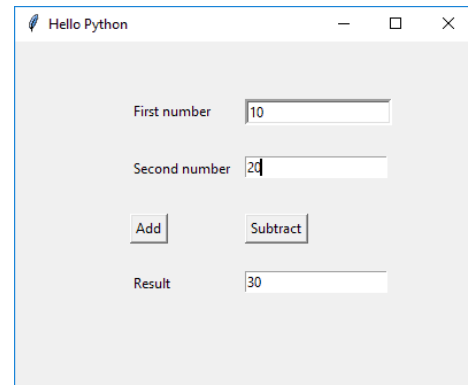 Hello Python
First number 10
Second number 20
Add Subtract
Result 30